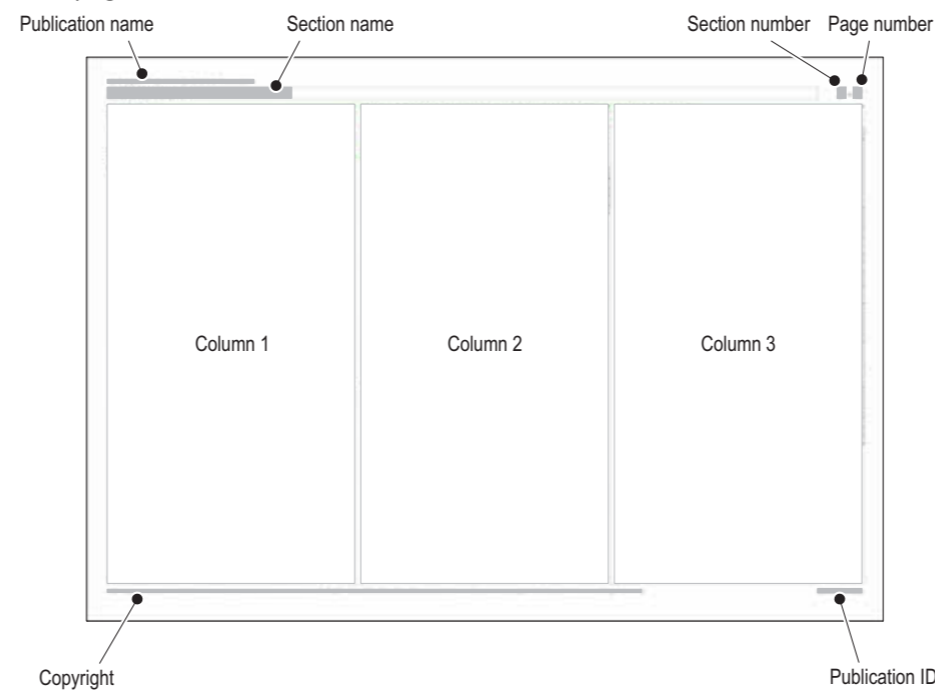 Publication name Section name Section number Page number
Column 1 Column 2 Column 3
Copyright Publication ID